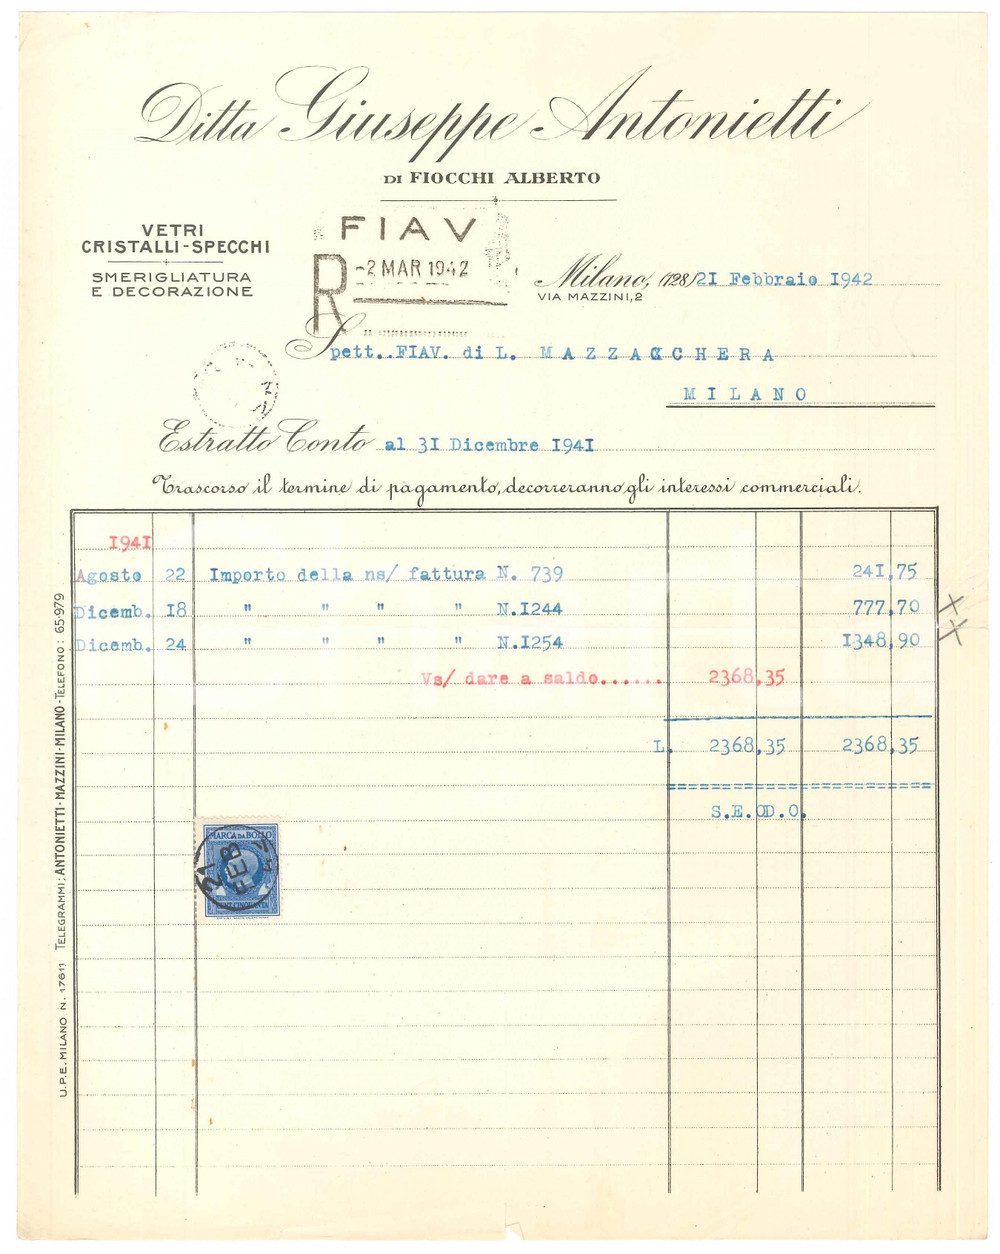 Ditta Giuseppe Antonietti
DI FIOCCHI ALBERTO
VETRI
CRISTALLI-SPECCHI
SMERIGLIATURA
E DECORAZIONE
FIAV
R -2 MAR 1942
Milano, (128) 21 Febbraio 1942
VIA MAZZINI, 2
Spett..FIAV. di L. MAZZACCHERA
MILANO
Estratto Conto al 31 Dicembre 1941
Trascorso il termine di pagamento, decorreranno gli interessi commerciali.
1941
Agosto 22 Importo della ns/ fattura N. 739 241,75
Dicemb. 18 " " " " N.1244 777,70
Dicemb. 24 " " " " N.1254 1348,90
Vs/ dare a saldo...... 2368,35
L. 2368,35 2368,35
S.E.OD.O.
MARCA DA BOLLO
21 FEB
U.P.E. MILANO N. 17611 TELEGRAMMI: ANTONIETTI-MAZZINI-MILANO-TELEFONO: 65-979